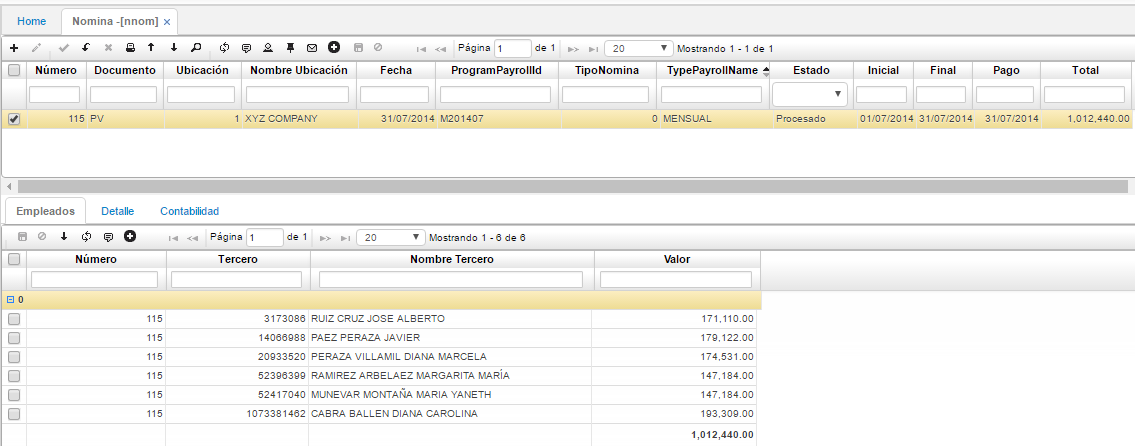 Home Nomina -[nnom] ×
Página 1 de 1 20 Mostrando 1 - 1 de 1
Número Documento Ubicación Nombre Ubicación Fecha ProgramPayrollId TipoNomina TypePayrollName Estado Inicial Final Pago Total
115 PV 1 XYZ COMPANY 31/07/2014 M201407 0 MENSUAL Procesado 01/07/2014 31/07/2014 31/07/2014 1,012,440.00
Empleados Detalle Contabilidad
Página 1 de 1 20 Mostrando 1 - 6 de 6
Número Tercero Nombre Tercero Valor
0
115 3173086 RUIZ CRUZ JOSE ALBERTO 171,110.00
115 14066988 PAEZ PERAZA JAVIER 179,122.00
115 20933520 PERAZA VILLAMIL DIANA MARCELA 174,531.00
115 52396399 RAMIREZ ARBELAEZ MARGARITA MARÍA 147,184.00
115 52417040 MUNEVAR MONTAÑA MARIA YANETH 147,184.00
115 1073381462 CABRA BALLEN DIANA CAROLINA 193,309.00
1,012,440.00